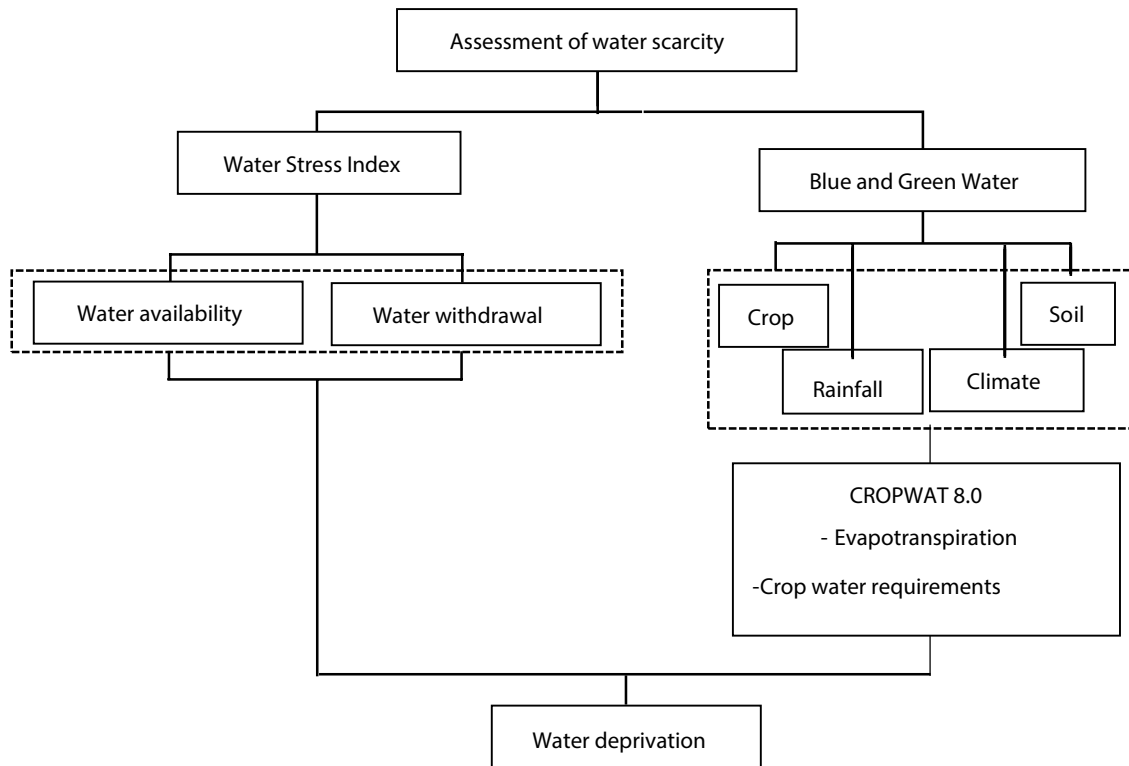 Assessment of water scarcity
Water Stress Index
Blue and Green Water
Water availability
Water withdrawal
Crop
Soil
Rainfall
Climate
CROPWAT 8.0
- Evapotranspiration
-Crop water requirements
Water deprivation